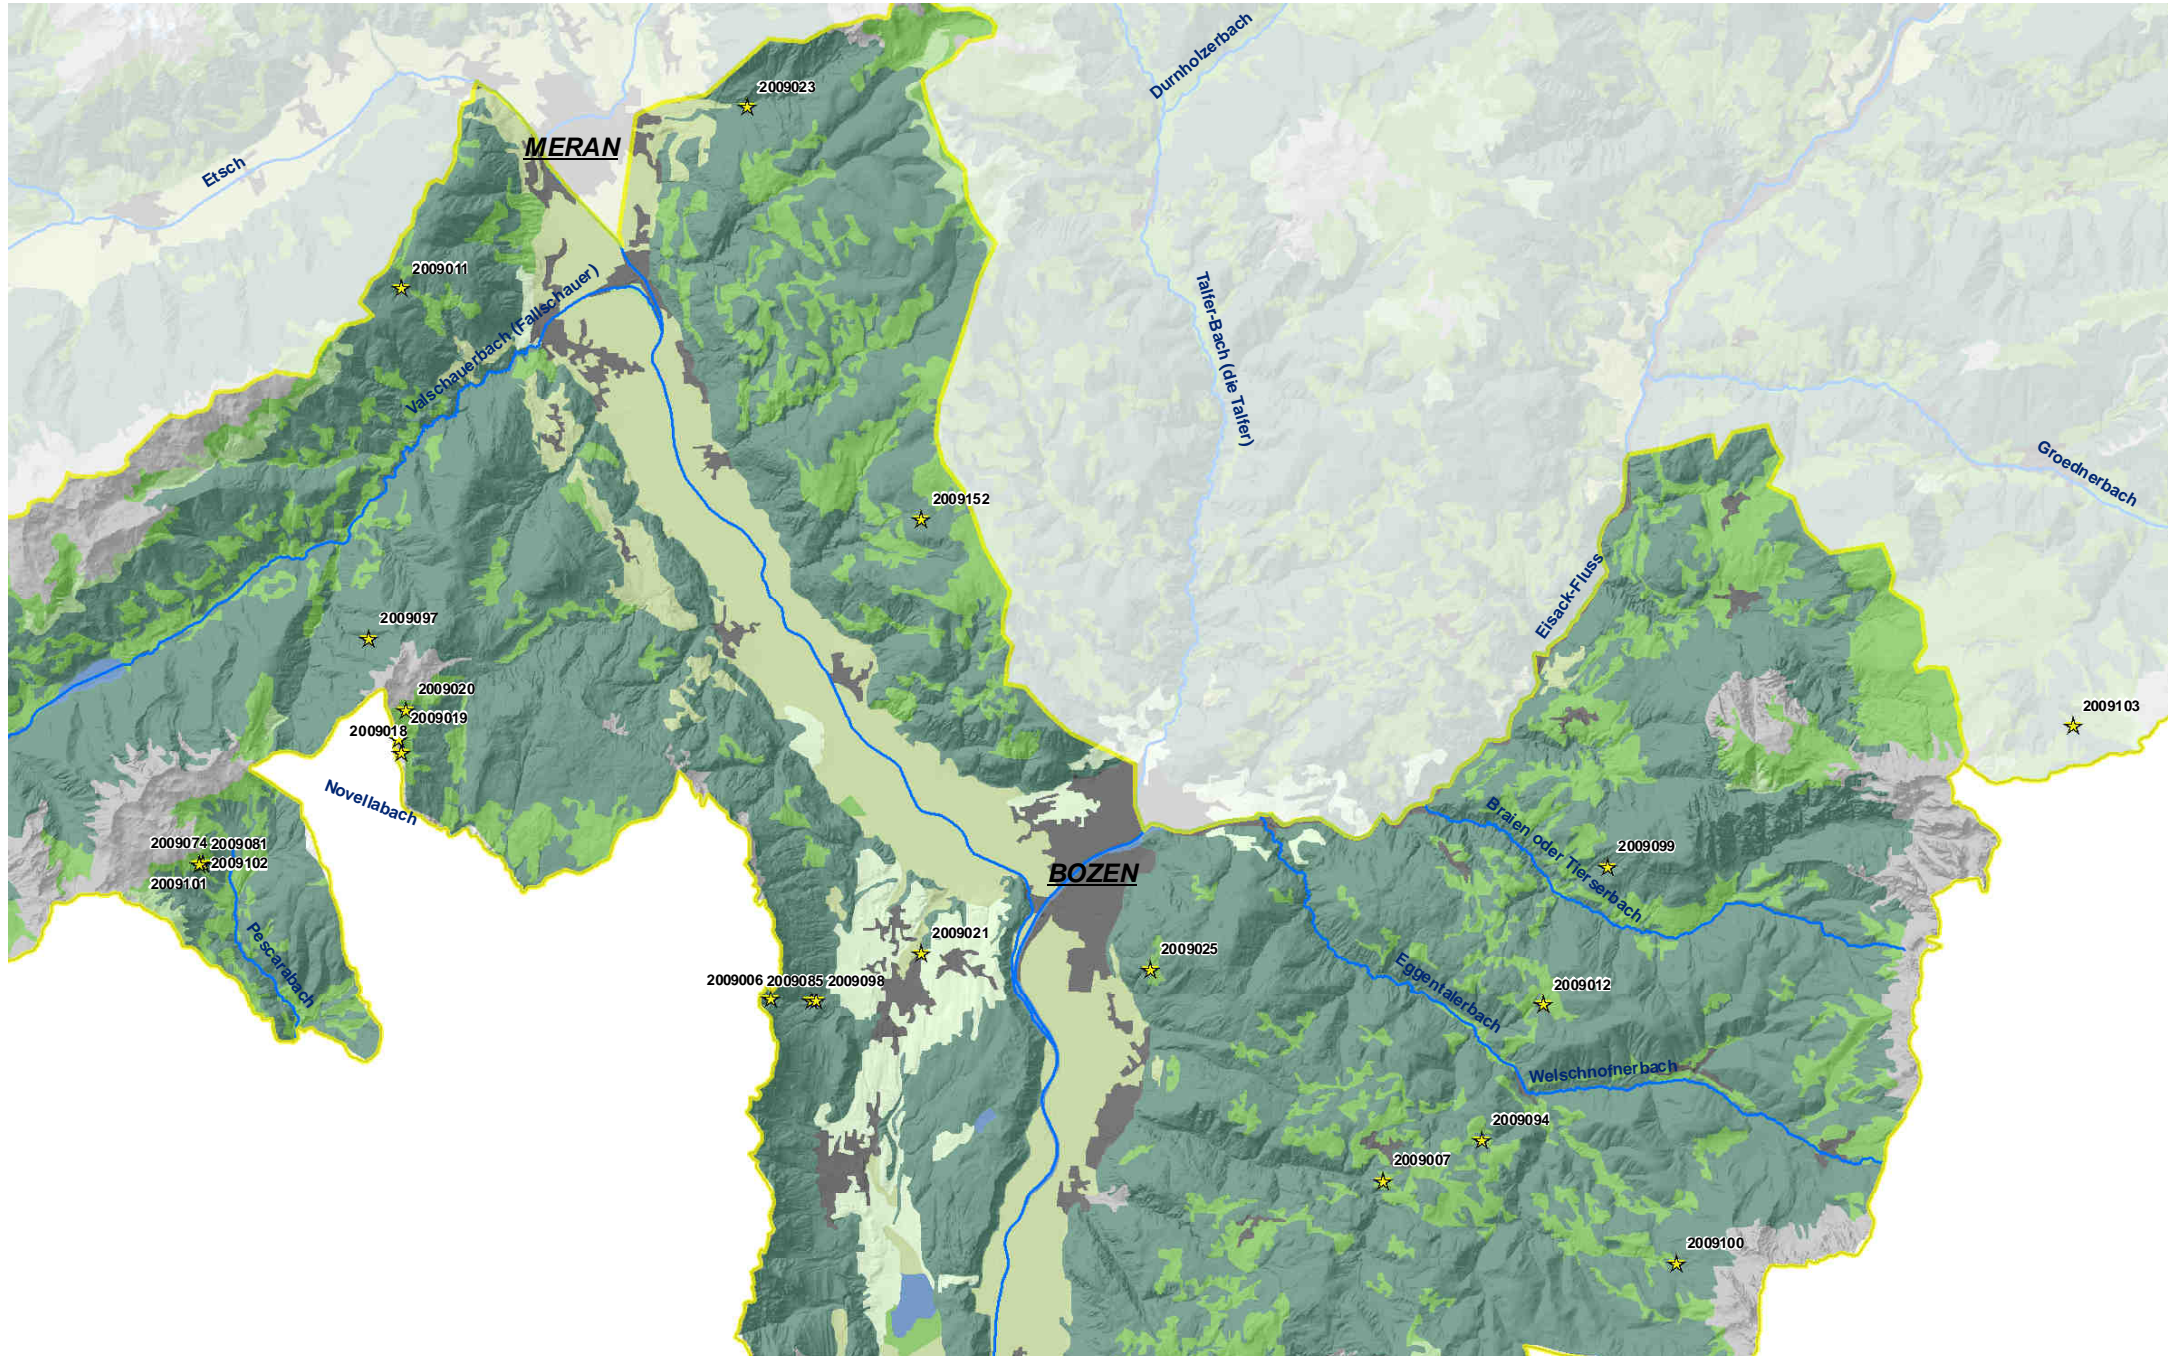 Durnholzerbach
2009023
MERAN
Etsch
2009011
Valschauerbach (Fallschauer)
Talfer-Bach (die Talfer)
Groednerbach
2009152
Eisack-Fluss
2009097
2009020
2009019
2009018
2009103
Novellabach
Braien oder Tierserbach
2009074 2009081
2009102
2009101
2009099
BOZEN
2009021
2009025
Pescarabach
Eggentalerbach
2009006 2009085 2009098
2009012
Welschnofnerbach
2009094
2009007
2009100